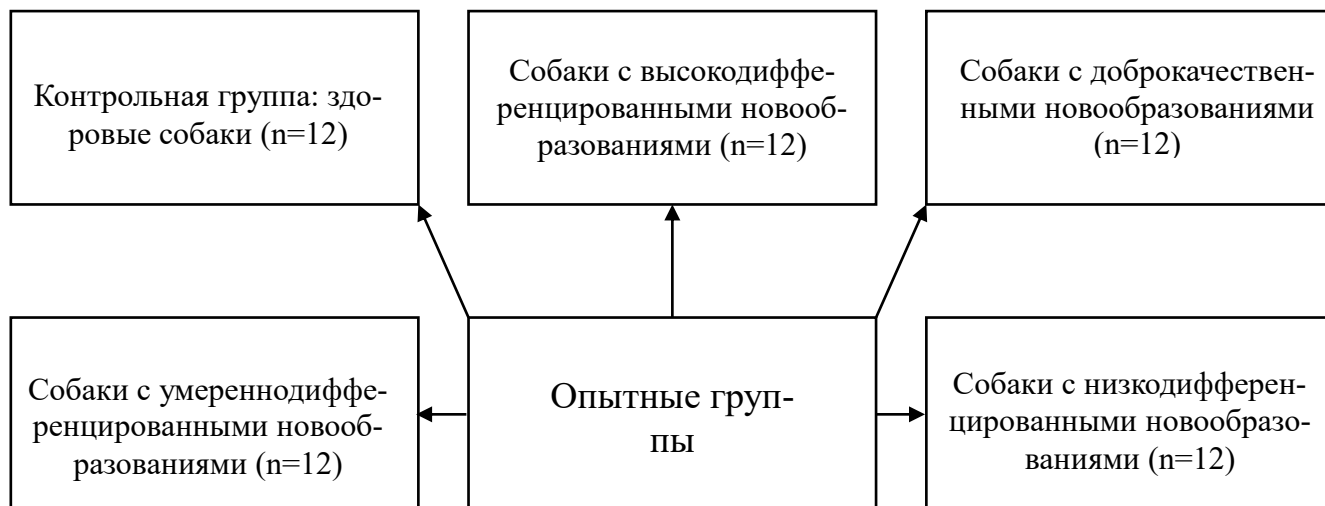 Контрольная группа: здо-
ровые собаки (n=12)
Собаки с высокодиффе-
ренцированными новооб-
разованиями (n=12)
Собаки с доброкачествен-
ными новообразованиями
(n=12)
Собаки с умереннодиффе-
ренцированными новооб-
разованиями (n=12)
Опытные груп-
пы
Собаки с низкодифферен-
цированными новообразо-
ваниями (n=12)